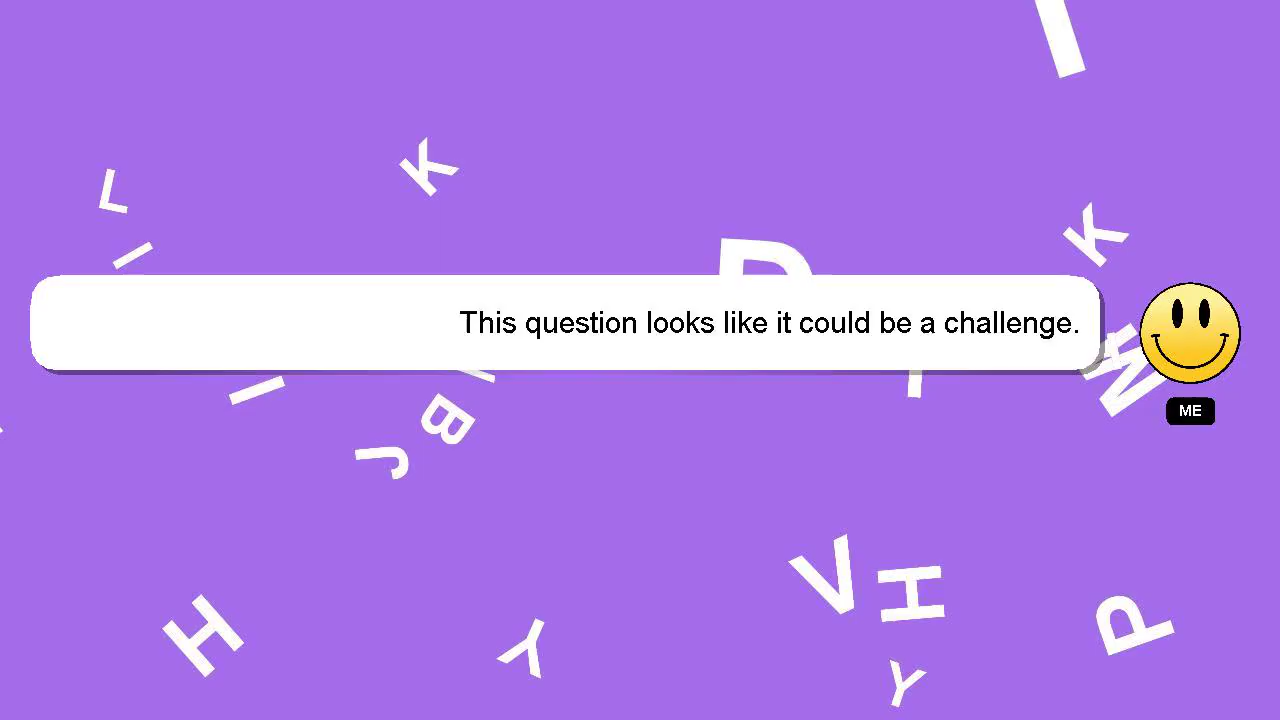 I
K
L
K
I
D
This question looks like it could be a challenge.
M
ME
I
B
J
V
H
H
P
Y
Y